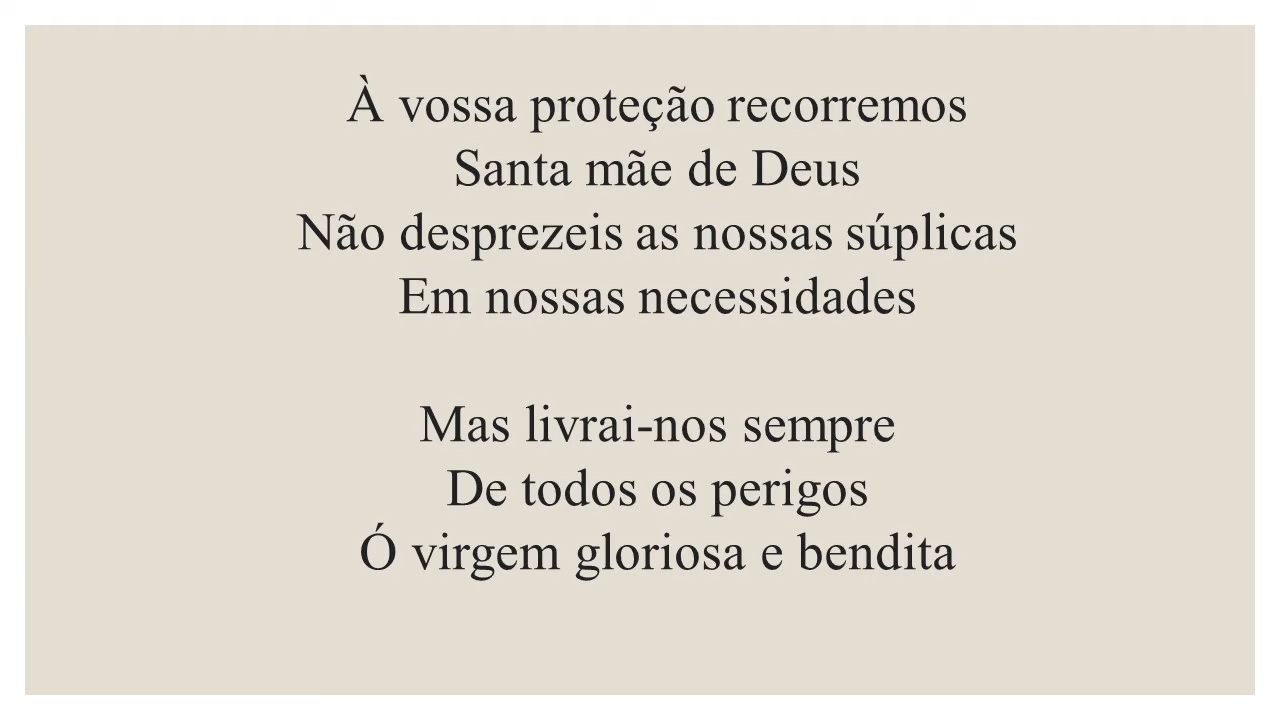 À vossa proteção recorremos
Santa mãe de Deus
Não desprezeis as nossas súplicas
Em nossas necessidades
Mas livrai-nos sempre
De todos os perigos
Ó virgem gloriosa e bendita